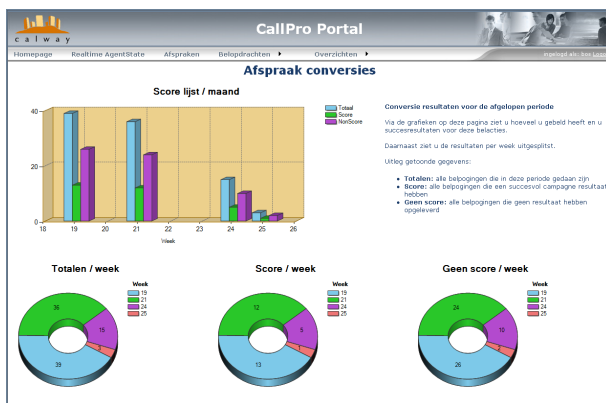 CallPro Portal
calway
Homepage Realtime AgentState Afspraken Belopdrachten Overzichten
ingelogd als: bos
Afspraak conversies
Score lijst / maand
Totaal
Score
NonScore
40
20
0
18 19 20 21 22 23 24 25 26
Week
Conversie resultaten voor de afgelopen periode
Via de grafieken op deze pagina ziet u hoeveel u gebeld heeft en u
succesresultaten voor deze belacties.
Daarnaast ziet u de resultaten per week uitgesplitst.
Uitleg getoonde gegevens:
• Totalen: alle belpogingen die in deze periode gedaan zijn
• Score: alle belpogingen die een succesvol campagne resultaat
hebben
• Geen score: alle belpogingen die geen resultaat hebben
opgeleverd
Totalen / week
Week
19
21
24
25
36
15
39
Score / week
Week
19
21
24
25
12
5
13
Geen score / week
Week
19
21
24
25
24
10
26